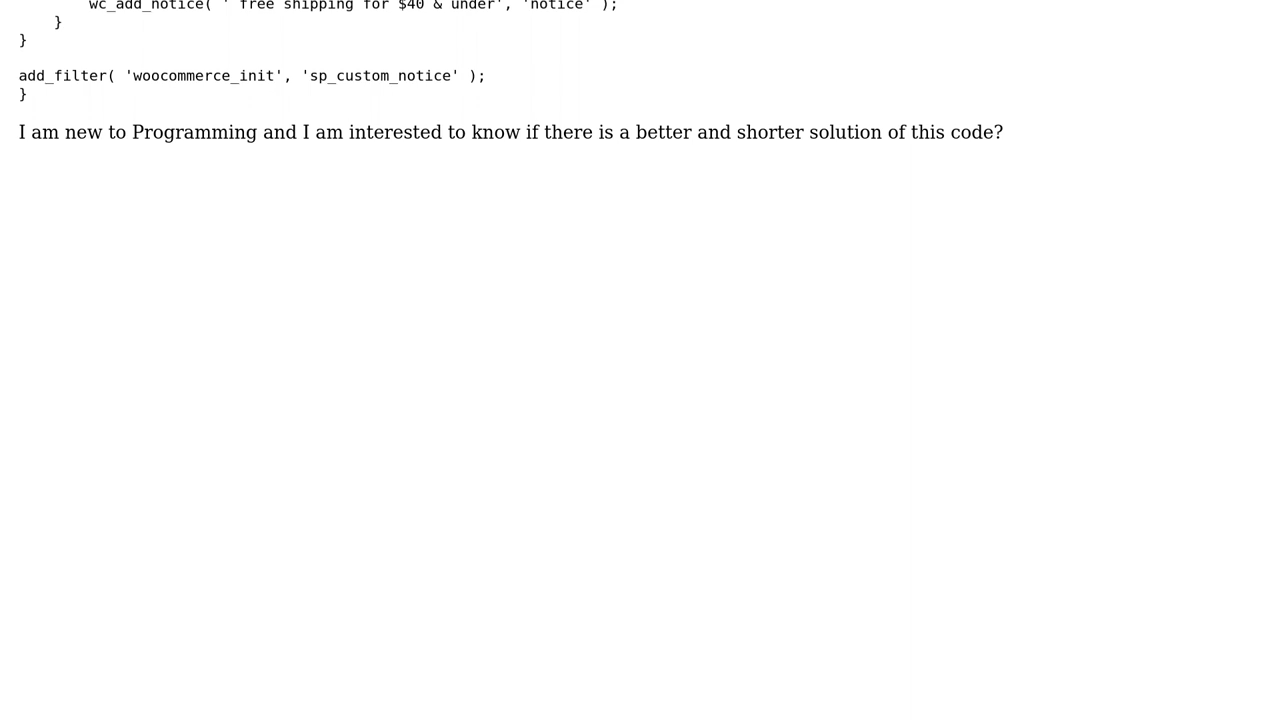 wc_add_notice( ' free shipping for $40 & under', 'notice' );
}
}
add_filter( 'woocommerce_init', 'sp_custom_notice' );
}
I am new to Programming and I am interested to know if there is a better and shorter solution of this code?